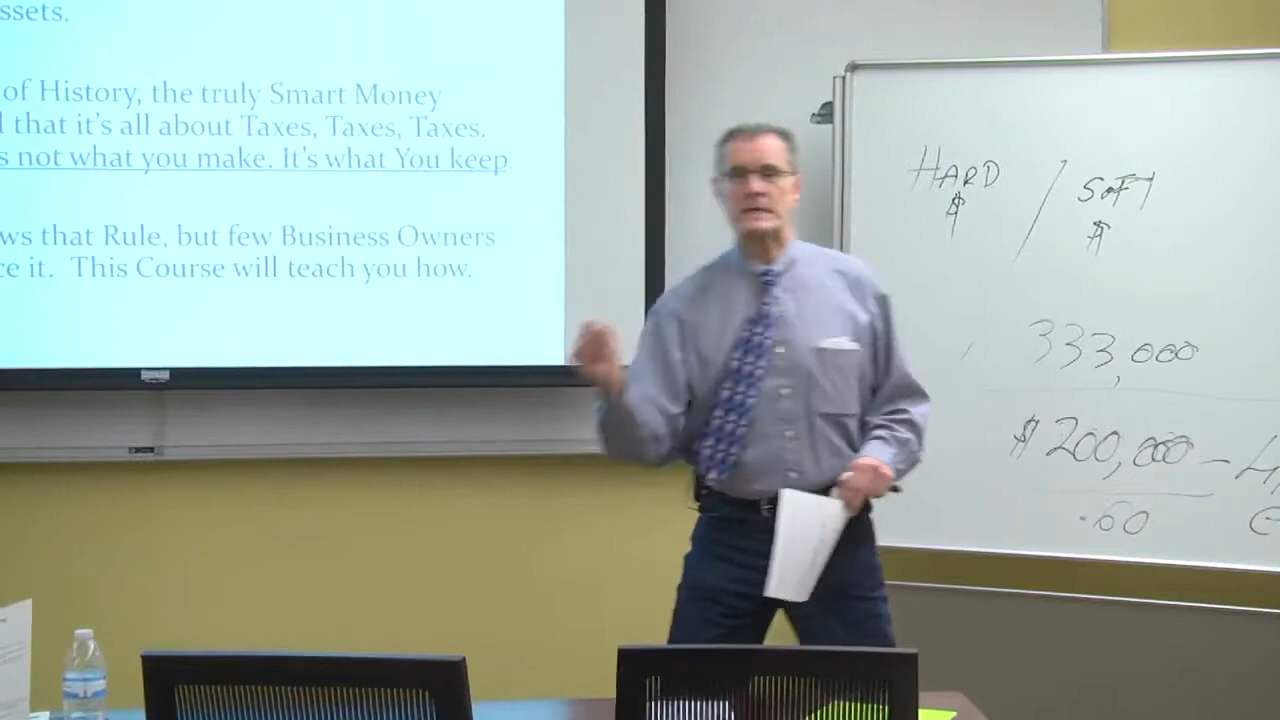 ssets.
of History, the truly Smart Money
that it's all about Taxes, Taxes, Taxes.
s not what you make. It's what You keep
ws that Rule, but few Business Owners
ce it. This Course will teach you how.
HARD / SOFT
$ $
333,000
$200,000 –
.60